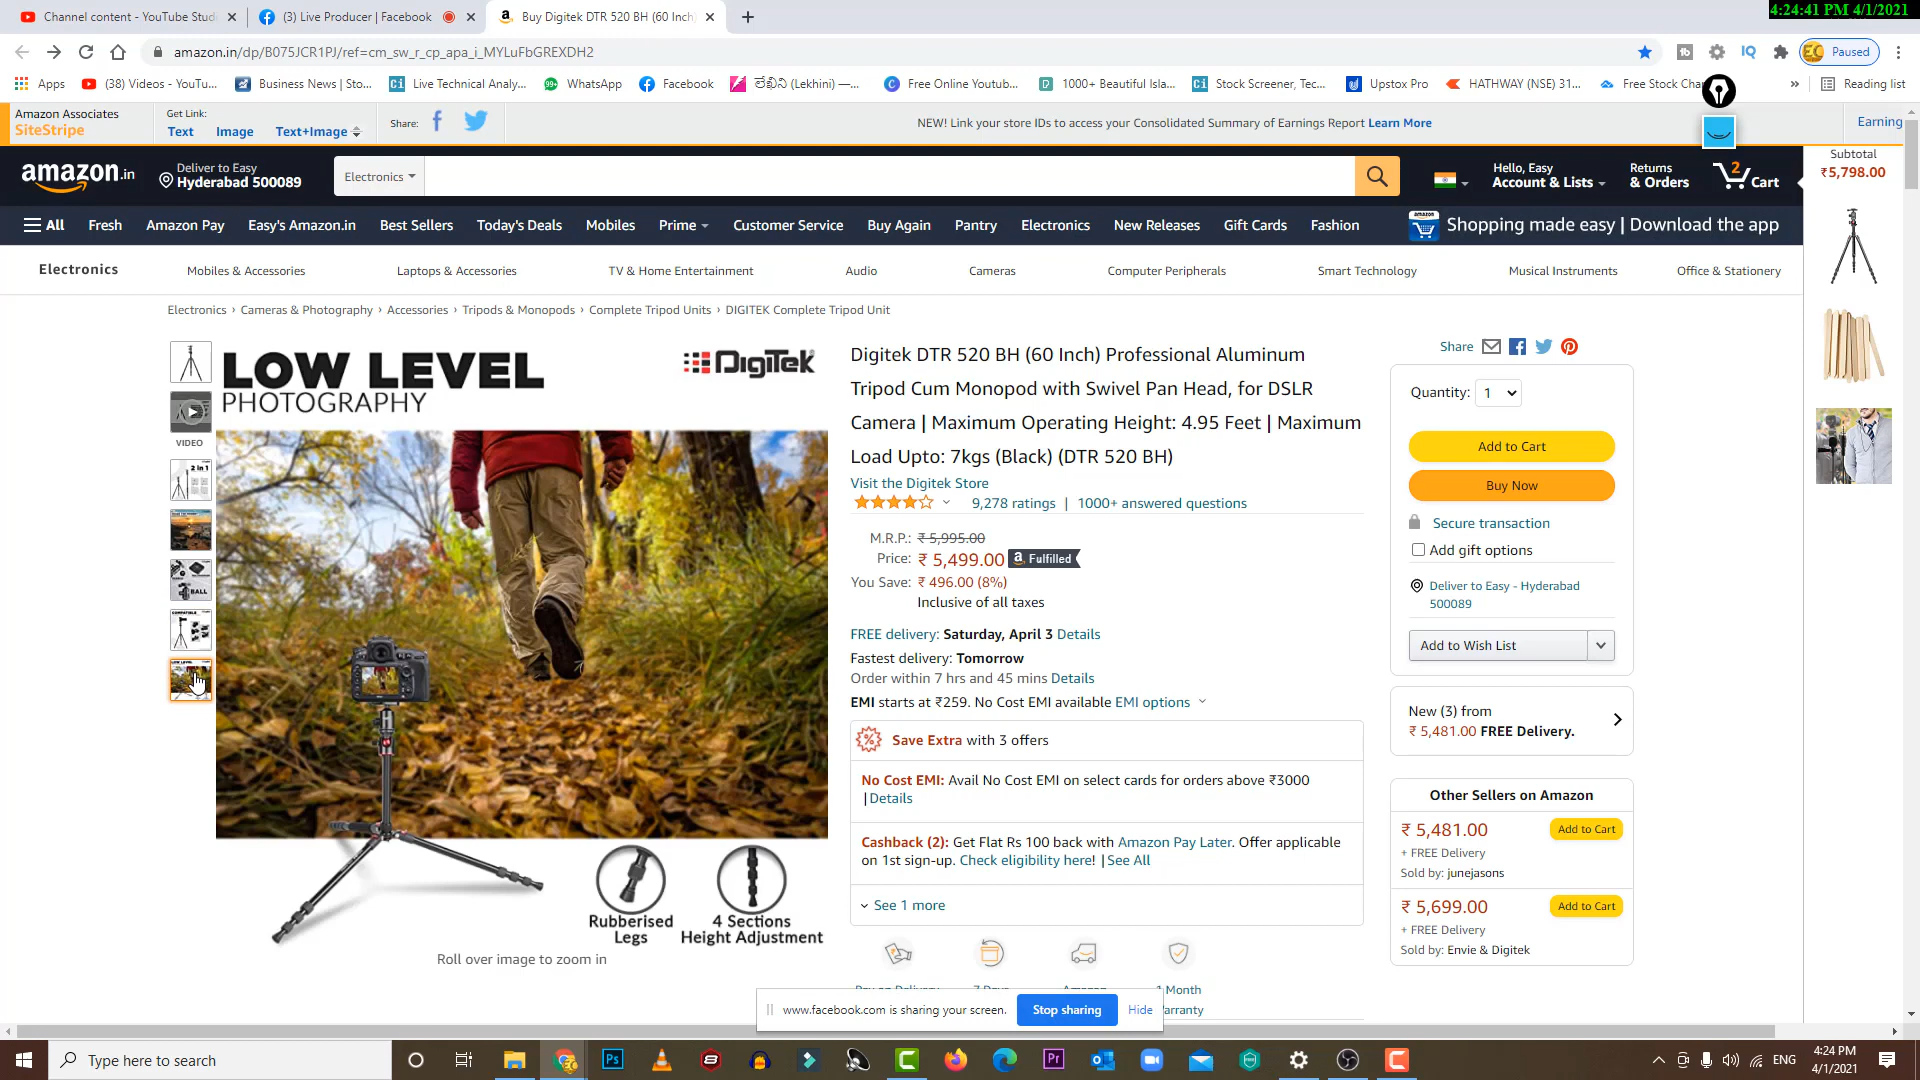 4:24:41 PM 4/1/2021
Channel content - YouTube Stud
(3) Live Producer | Facebook
Buy Digitek DTR 520 BH (60 Inch)
amazon.in/dp/B075JCR1PJ/ref=cm_sw_r_cp_apa_i_MYLuFbGREXDH2
Paused
Apps
(38) Videos - YouTu...
Business News | Sto...
Live Technical Analy...
WhatsApp
Facebook
లేఖిని (Lekhini) —...
Free Online Youtub...
1000+ Beautiful Isla...
Stock Screener, Tec...
Upstox Pro
HATHWAY (NSE) 31...
Free Stock Char
Reading list
Amazon Associates
SiteStripe
Get Link:
Text
Image
Text+Image
Share:
NEW! Link your store IDs to access your Consolidated Summary of Earnings Report Learn More
Earning
amazon.in
Deliver to Easy
Hyderabad 500089
Electronics
Hello, Easy
Account & Lists
Returns
& Orders
2
Cart
Subtotal
₹5,798.00
All
Fresh
Amazon Pay
Easy's Amazon.in
Best Sellers
Today's Deals
Mobiles
Prime
Customer Service
Buy Again
Pantry
Electronics
New Releases
Gift Cards
Fashion
Shopping made easy | Download the app
Electronics
Mobiles & Accessories
Laptops & Accessories
TV & Home Entertainment
Audio
Cameras
Computer Peripherals
Smart Technology
Musical Instruments
Office & Stationery
Electronics › Cameras & Photography › Accessories › Tripods & Monopods › Complete Tripod Units › DIGITEK Complete Tripod Unit
VIDEO
2 in 1
BALL
COMPATIBLE
LOW LEVEL
LOW LEVEL
PHOTOGRAPHY
DigiTek
Rubberised
Legs
4 Sections
Height Adjustment
Roll over image to zoom in
Digitek DTR 520 BH (60 Inch) Professional Aluminum
Tripod Cum Monopod with Swivel Pan Head, for DSLR
Camera | Maximum Operating Height: 4.95 Feet | Maximum
Load Upto: 7kgs (Black) (DTR 520 BH)
Visit the Digitek Store
9,278 ratings | 1000+ answered questions
M.R.P.: ₹ 5,995.00
Price: ₹ 5,499.00 a Fulfilled
You Save: ₹ 496.00 (8%)
Inclusive of all taxes
FREE delivery: Saturday, April 3 Details
Fastest delivery: Tomorrow
Order within 7 hrs and 45 mins Details
EMI starts at ₹259. No Cost EMI available EMI options
Save Extra with 3 offers
No Cost EMI: Avail No Cost EMI on select cards for orders above ₹3000
|Details
Cashback (2): Get Flat Rs 100 back with Amazon Pay Later. Offer applicable
on 1st sign-up. Check eligibility here! |See All
See 1 more
1 Month
arranty
Share
Quantity: 1
Add to Cart
Buy Now
Secure transaction
Add gift options
Deliver to Easy - Hyderabad
500089
Add to Wish List
New (3) from
₹ 5,481.00 FREE Delivery.
Other Sellers on Amazon
₹ 5,481.00
Add to Cart
+ FREE Delivery
Sold by: junejasons
₹ 5,699.00
Add to Cart
+ FREE Delivery
Sold by: Envie & Digitek
www.facebook.com is sharing your screen.
Stop sharing
Hide
Type here to search
ENG
4:24 PM
4/1/2021